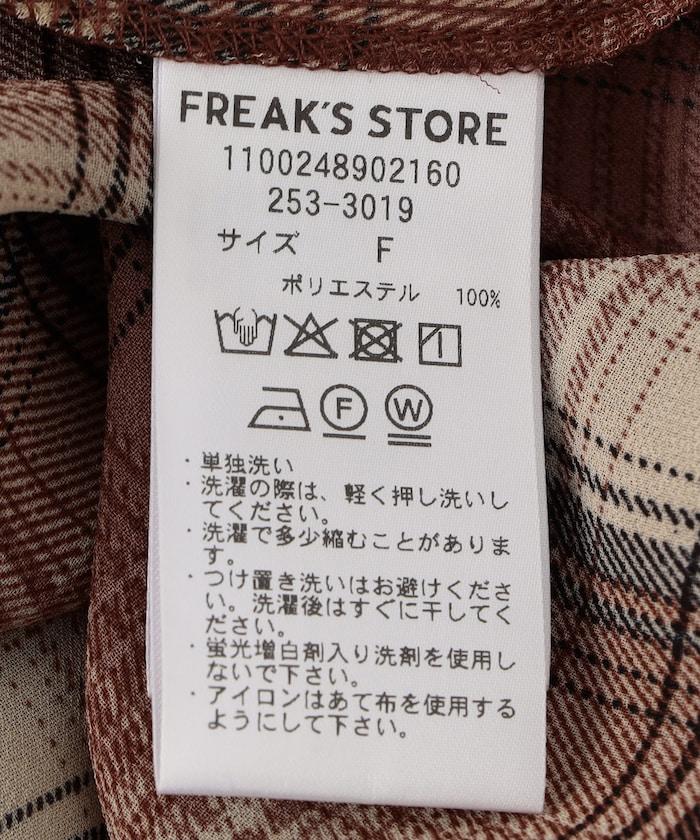 FREAK'S STORE
1100248902160
253-3019
サイズ F
ポリエステル 100%
F W
・単独洗い
・洗濯の際は、軽く押し洗いし
てください。
・洗濯で多少縮むことがありま
す。
・つけ置き洗いはお避けくださ
い。洗濯後はすぐに干してく
ださい。
・蛍光増白剤入り洗剤を使用し
ないで下さい。
・アイロンはあて布を使用する
ようにして下さい。